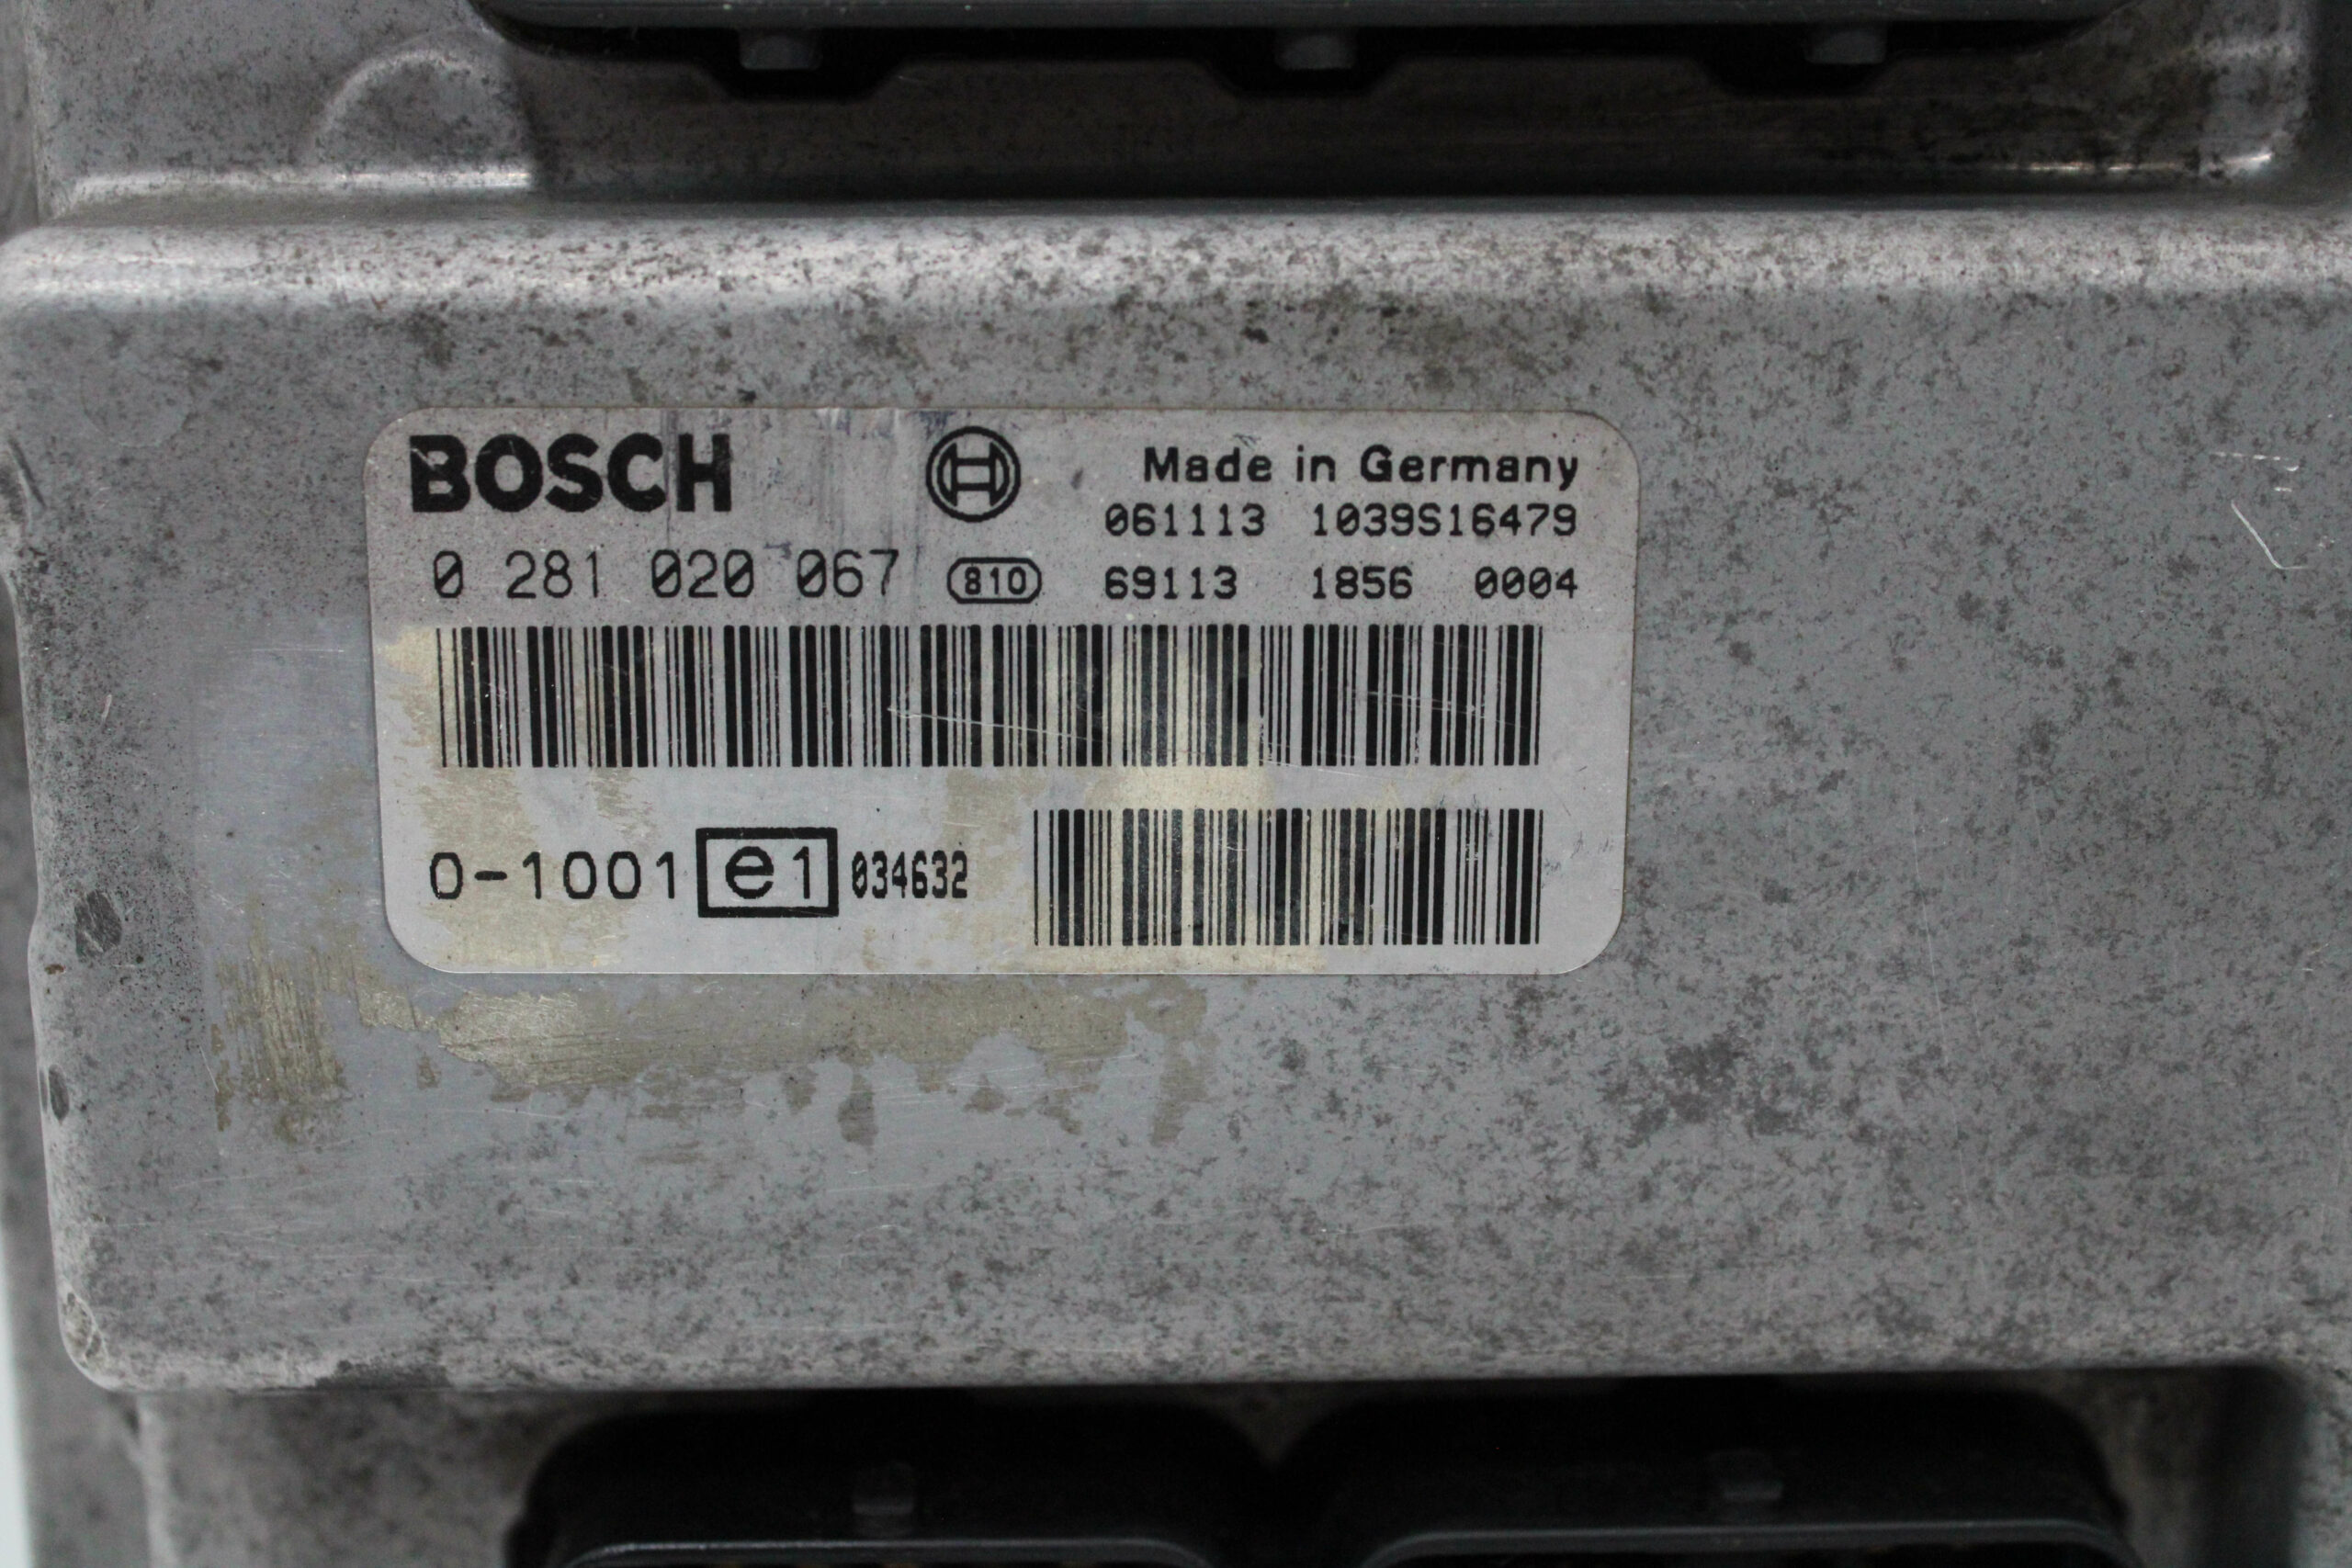 BOSCH
Made in Germany
061113 1039S16479
0 281 020 067 810 69113 1856 0004
0-1001 e1 034632